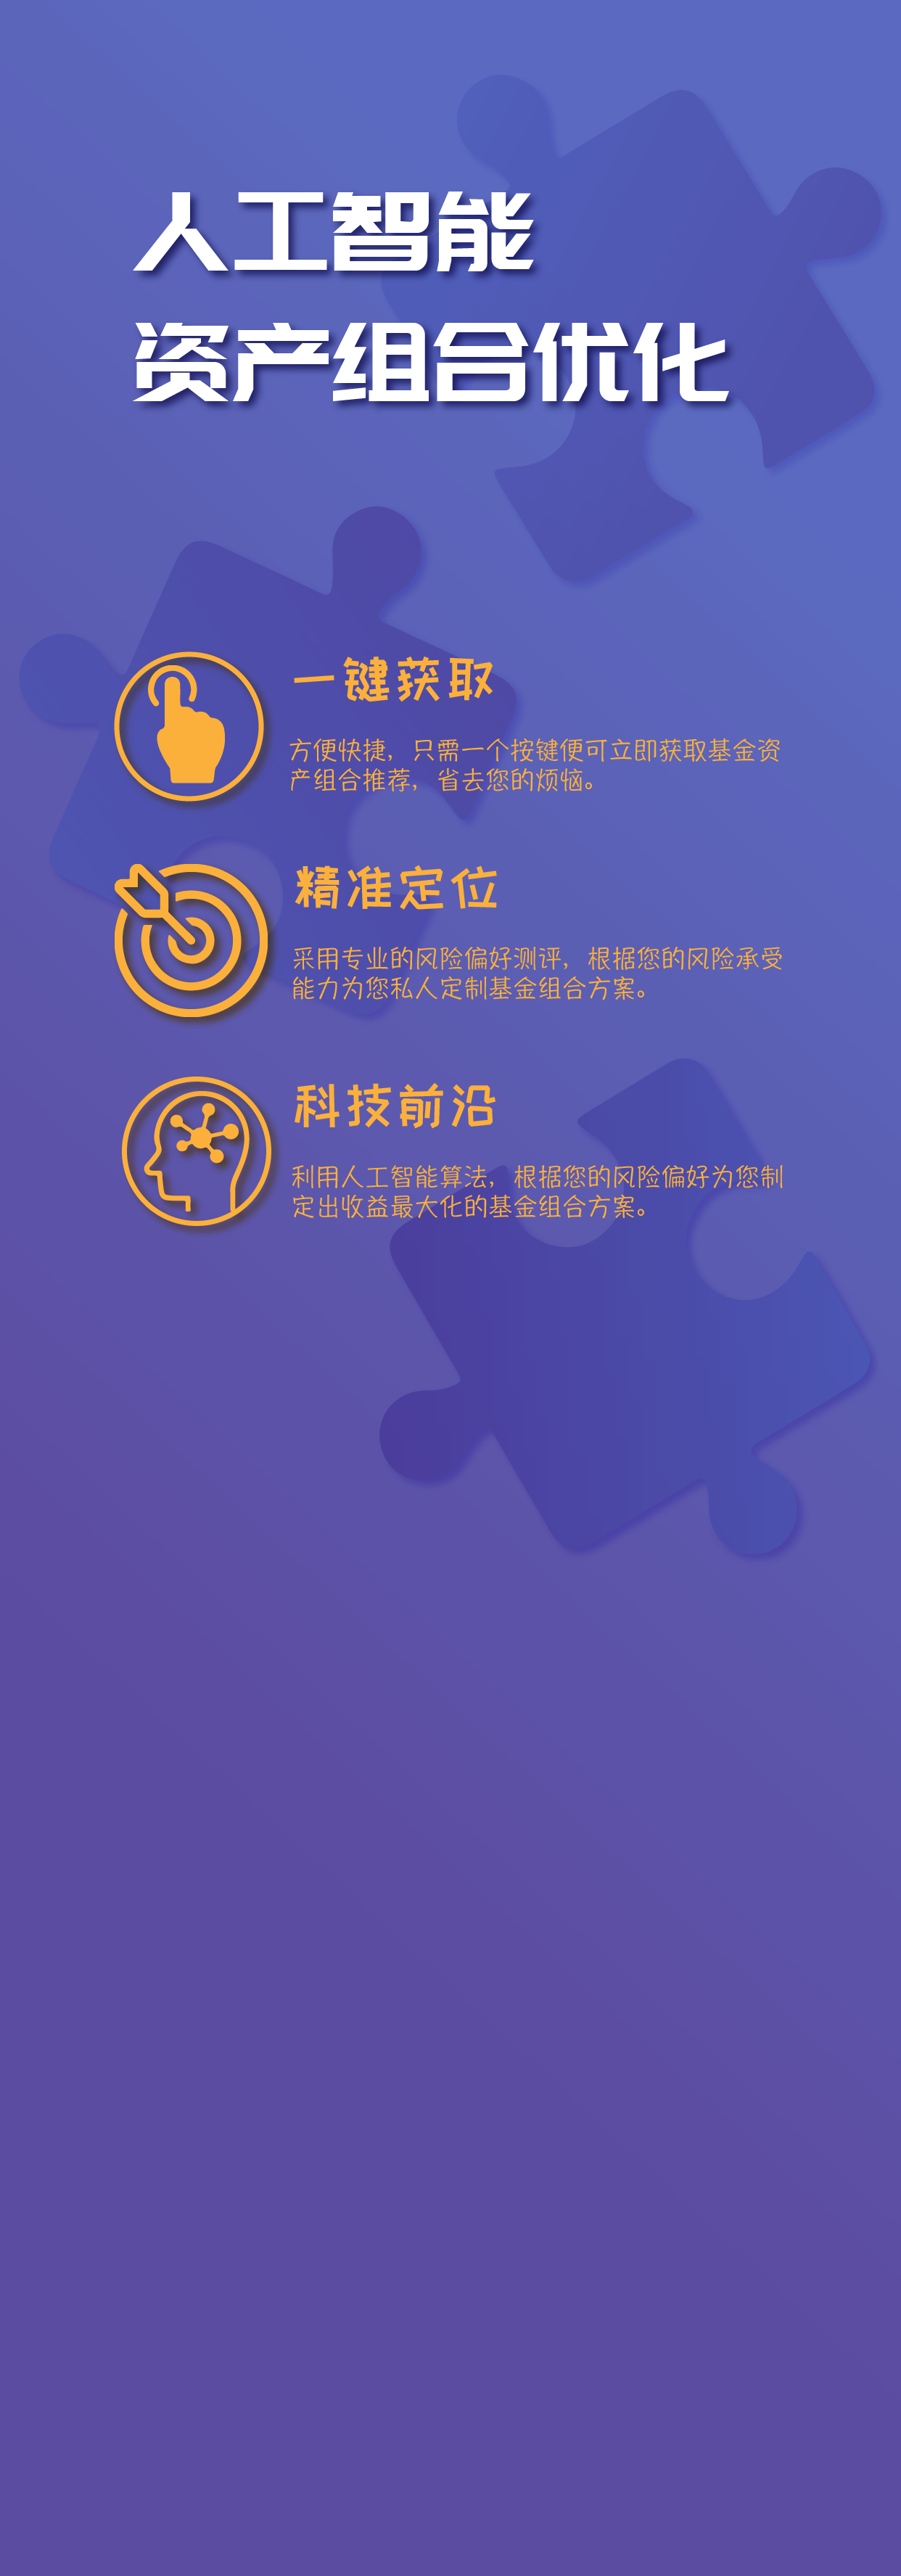 人工智能
资产组合优化
一键获取
方便快捷，只需一个按键便可立即获取基金资
产组合推荐，省去您的烦恼。
精准定位
采用专业的风险偏好测评，根据您的风险承受
能力为您私人定制基金组合方案。
科技前沿
利用人工智能算法，根据您的风险偏好为您制
定出收益最大化的基金组合方案。